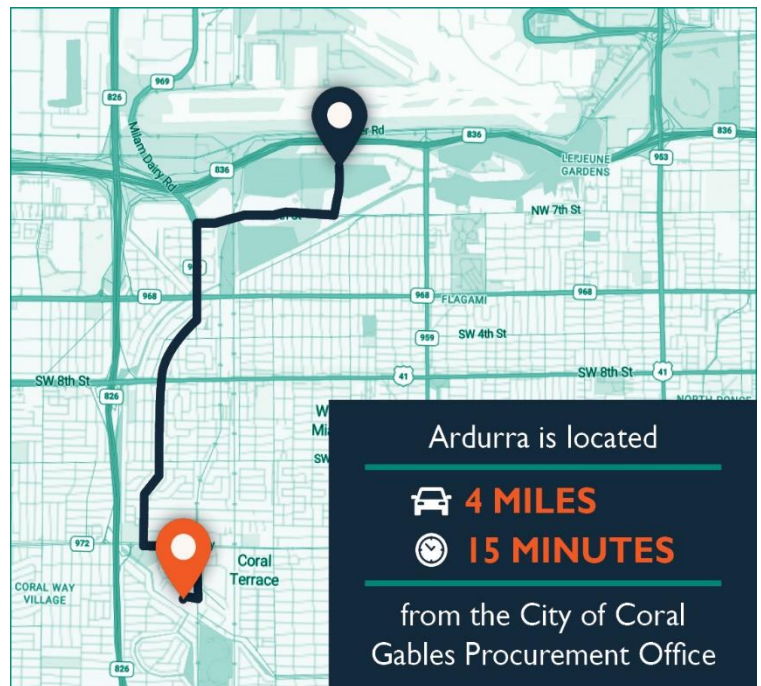 969
826
Milam Dairy Rd
836
836
836
953
LEJEUNE
GARDENS
NW 7th St
968
968
968
FLAGAMI
959
SW 4th St
SW 8th St
SW 8th St
41
41
826
972
Coral
Terrace
CORAL WAY
VILLAGE
826
Ardurra is located
4 MILES
15 MINUTES
from the City of Coral
Gables Procurement Office